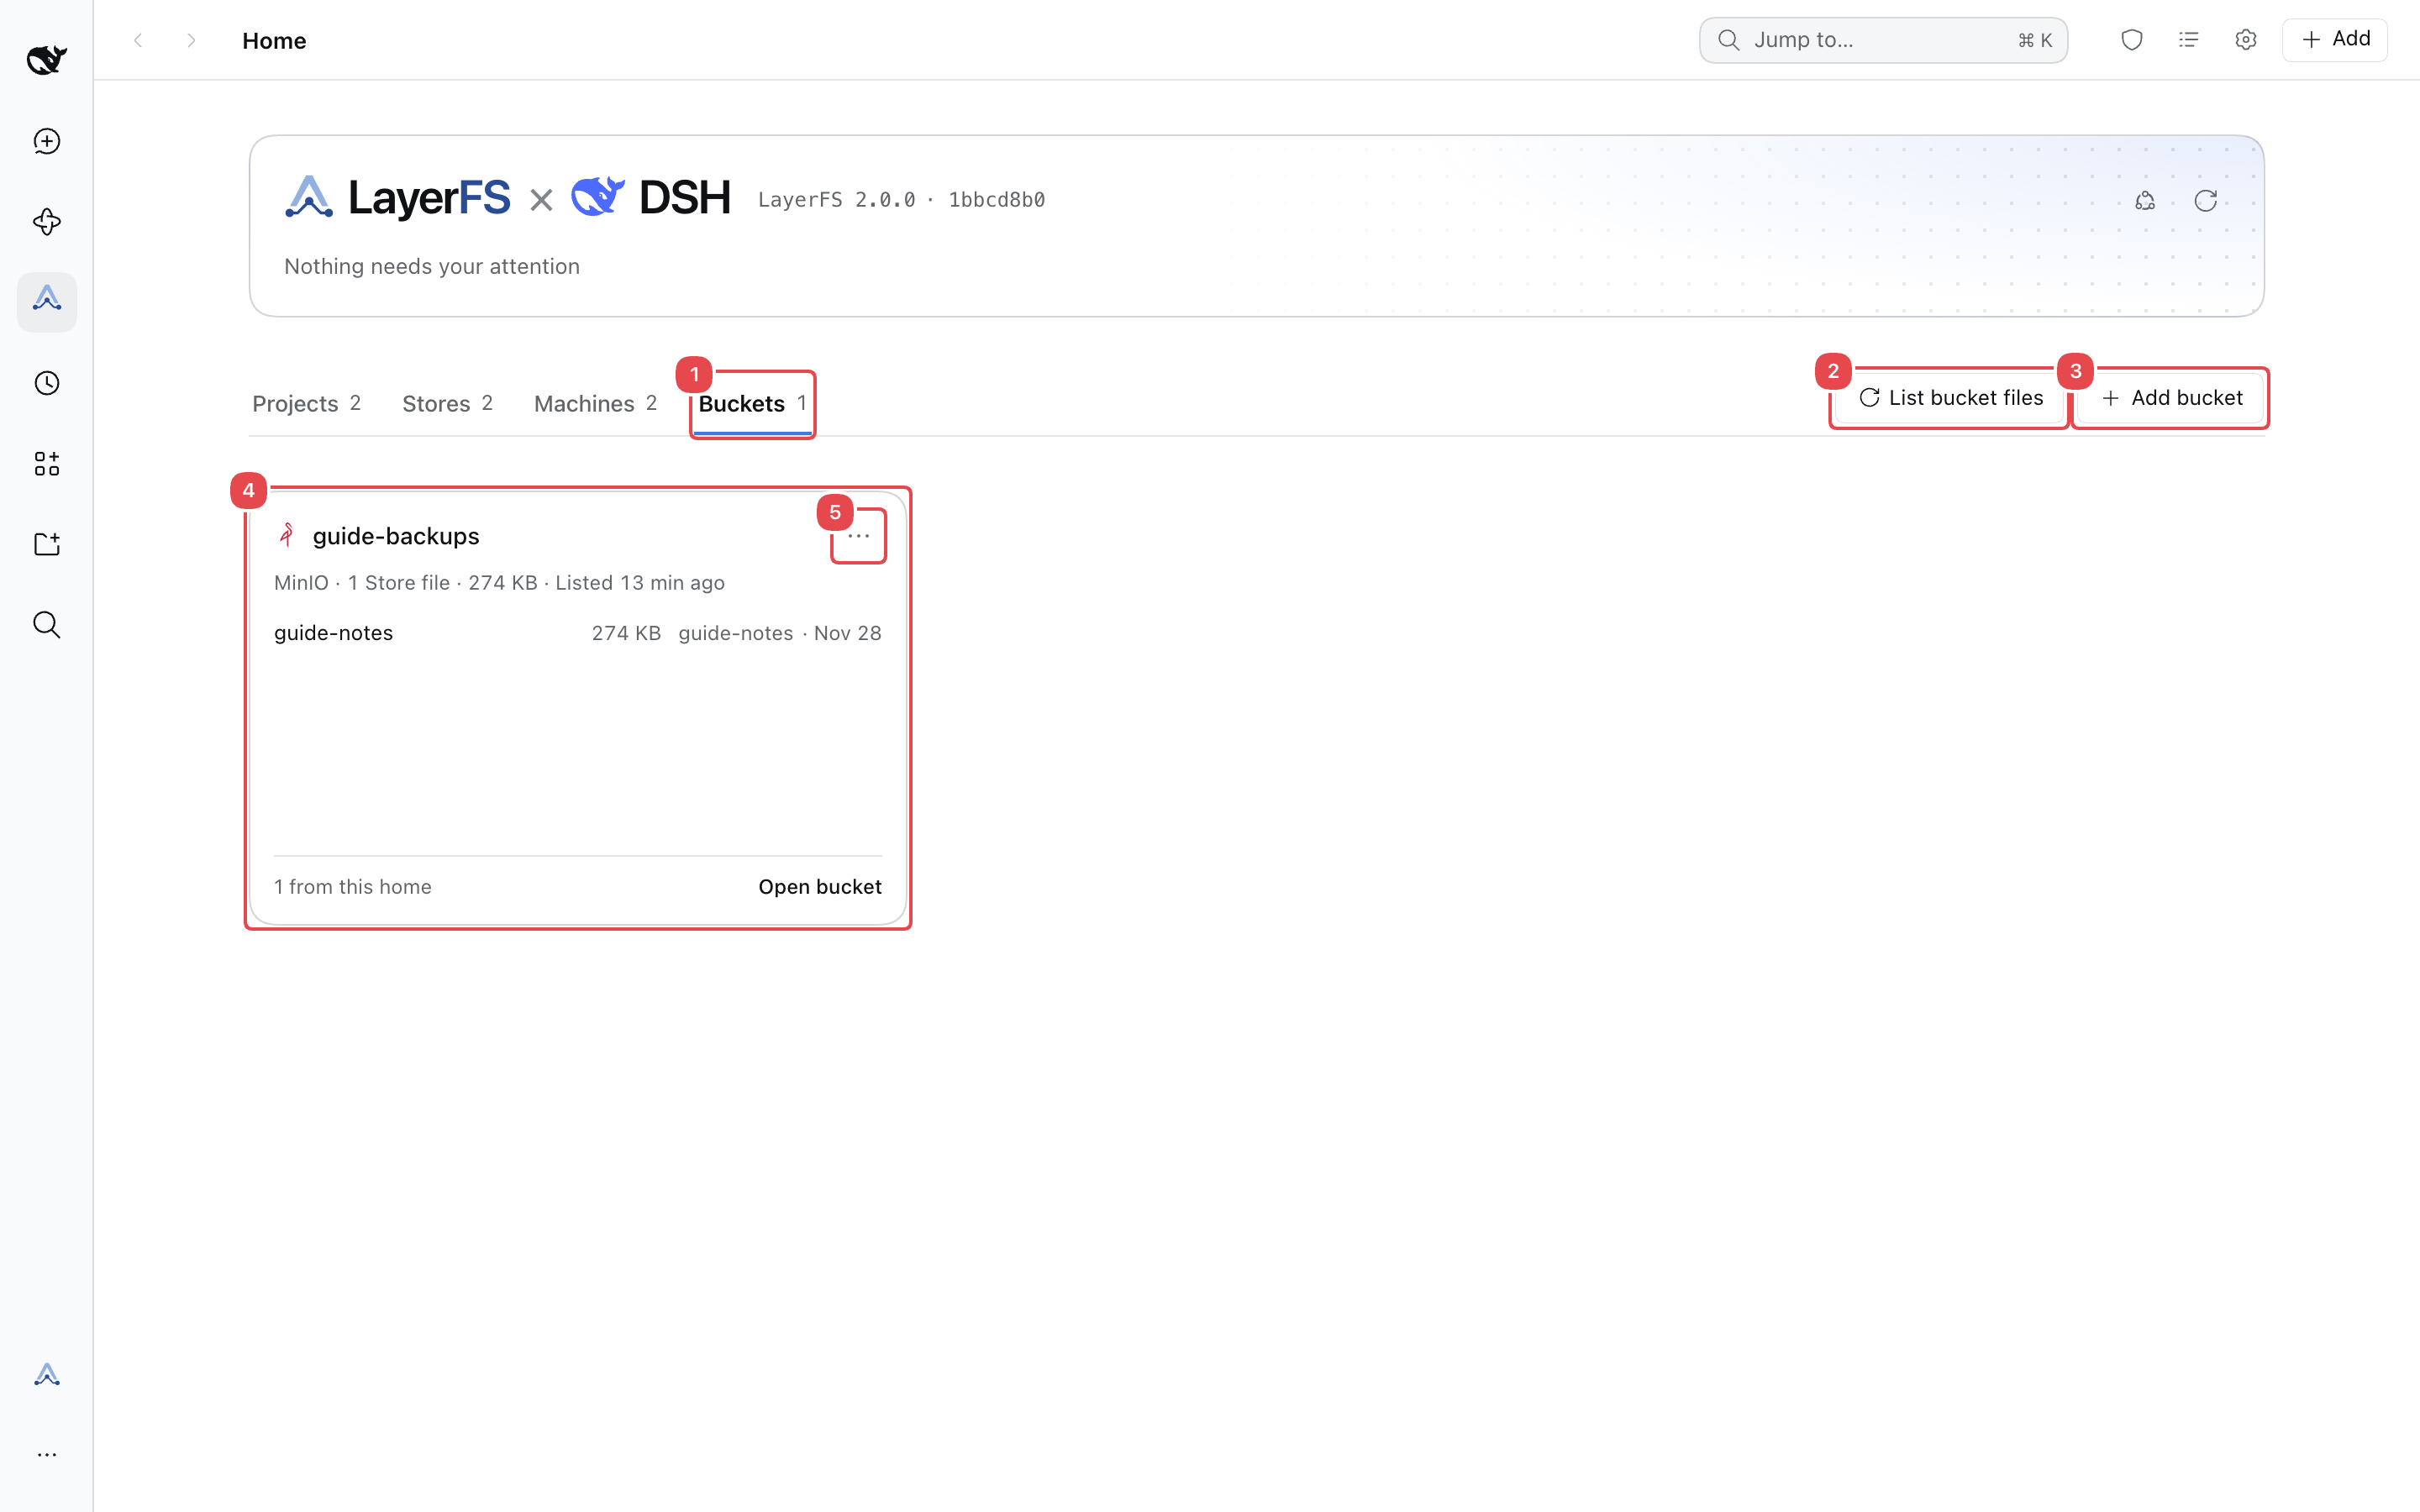 Home
Jump to...
⌘ K
Add
LayerFS × DSH LayerFS 2.0.0 · 1bbcd8b0
Nothing needs your attention
Projects 2
Stores 2
Machines 2
1
Buckets 1
2
List bucket files
3
Add bucket
4
guide-backups
5
...
MinIO · 1 Store file · 274 KB · Listed 13 min ago
guide-notes 274 KB guide-notes · Nov 28
1 from this home
Open bucket